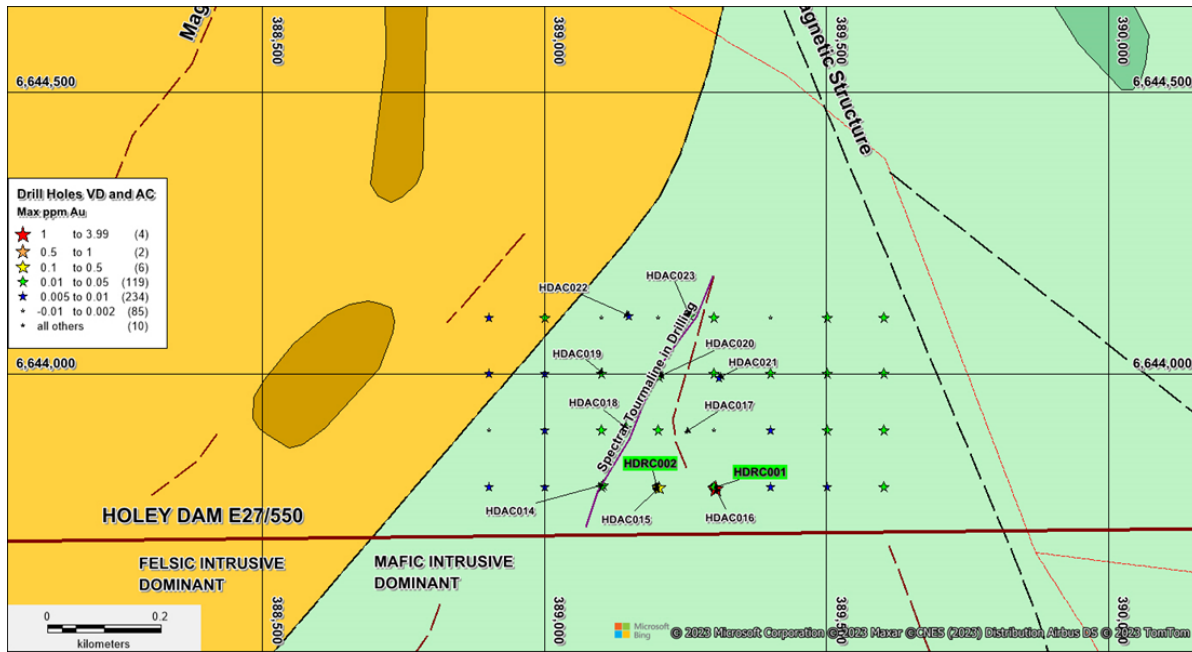 Mag
388,500
389,000
389,500
390,000
agnetic Structure
6,644,500
6,644,500
Drill Holes VD and AC
Max ppm Au
1 to 3.99 (4)
0.5 to 1 (2)
0.1 to 0.5 (6)
0.01 to 0.05 (119)
0.005 to 0.01 (234)
-0.01 to 0.002 (85)
all others (10)
HDAC023
HDAC022
Spectral Tourmaline in Drilling
6,644,000
6,644,000
HDAC019
HDAC020
HDAC021
HDAC018
HDAC017
HDRC002
HDRC001
HDAC014
HDAC015
HDAC016
HOLEY DAM E27/550
FELSIC INTRUSIVE
DOMINANT
MAFIC INTRUSIVE
DOMINANT
0 0.2
kilometers
388,500
389,000
389,500
390,000
Microsoft
Bing
© 2023 Microsoft Corporation © 2023 Maxar ©CNES (2023) Distribution Airbus DS © 2023 TomTom